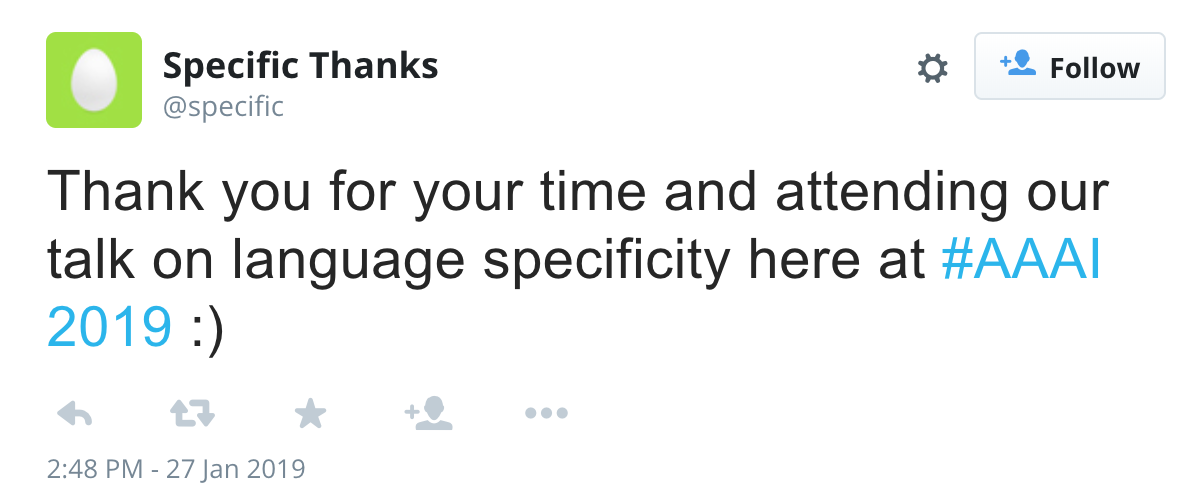 Specific Thanks
@specific
Follow
Thank you for your time and attending our
talk on language specificity here at #AAAI
2019 :)
2:48 PM - 27 Jan 2019